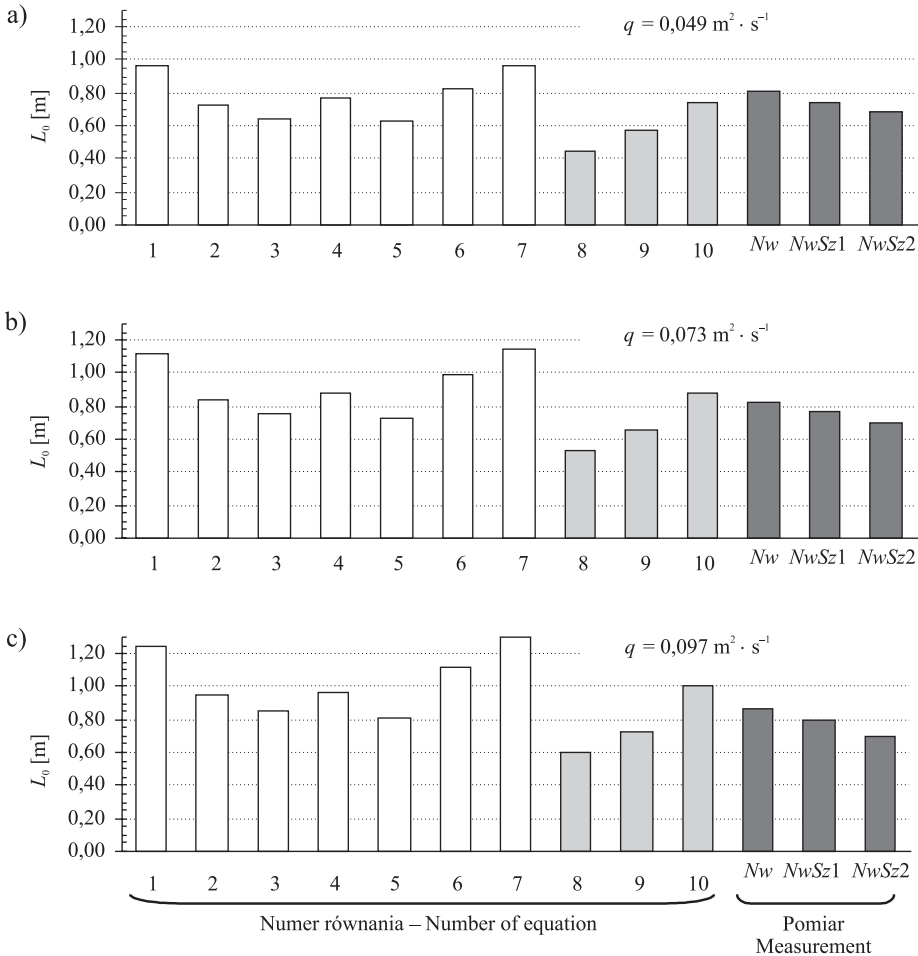 a)
q = 0,049 m² · s⁻¹
L₀ [m]
1,20
1,00
0,80
0,60
0,40
0,20
0,00
1 2 3 4 5 6 7 8 9 10 Nw NwSz1 NwSz2
b)
q = 0,073 m² · s⁻¹
L₀ [m]
1,20
1,00
0,80
0,60
0,40
0,20
0,00
1 2 3 4 5 6 7 8 9 10 Nw NwSz1 NwSz2
c)
q = 0,097 m² · s⁻¹
L₀ [m]
1,20
1,00
0,80
0,60
0,40
0,20
0,00
1 2 3 4 5 6 7 8 9 10 Nw NwSz1 NwSz2
Numer równania – Number of equation
Pomiar
Measurement